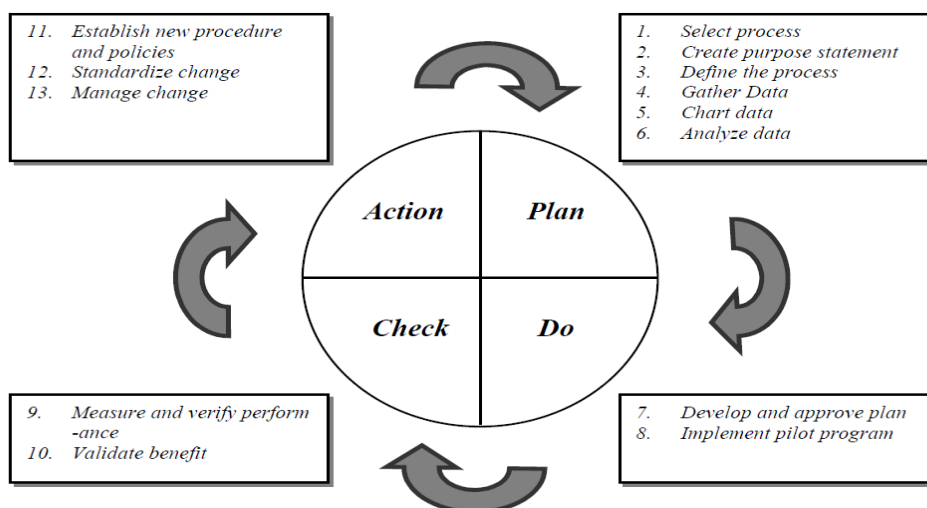 11. Establish new procedure
and policies
12. Standardize change
13. Manage change
1. Select process
2. Create purpose statement
3. Define the process
4. Gather Data
5. Chart data
6. Analyze data
Action
Plan
Check
Do
9. Measure and verify perform
-ance
10. Validate benefit
7. Develop and approve plan
8. Implement pilot program